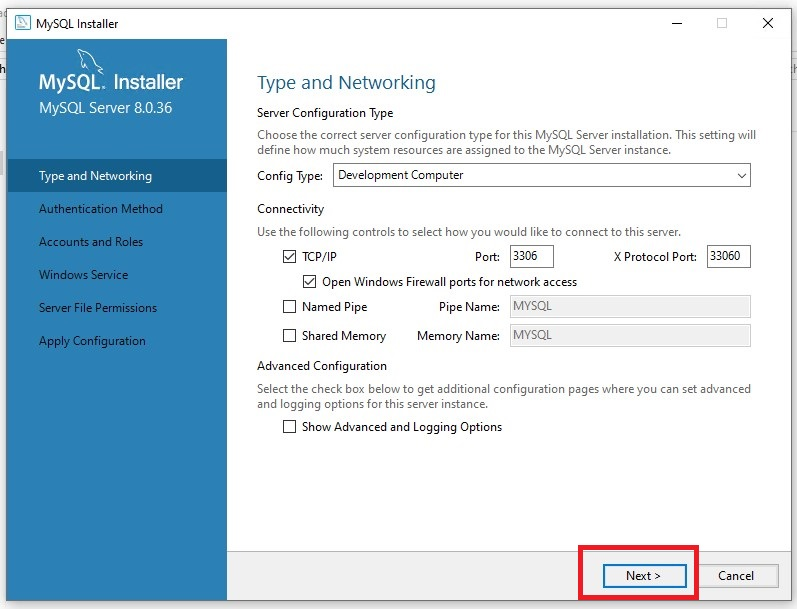 MySQL Installer
MySQL. Installer
MySQL Server 8.0.36
Type and Networking
Authentication Method
Accounts and Roles
Windows Service
Server File Permissions
Apply Configuration
Type and Networking
Server Configuration Type
Choose the correct server configuration type for this MySQL Server installation. This setting will
define how much system resources are assigned to the MySQL Server instance.
Config Type: Development Computer
Connectivity
Use the following controls to select how you would like to connect to this server.
TCP/IP Port: 3306 X Protocol Port: 33060
Open Windows Firewall ports for network access
Named Pipe Pipe Name: MYSQL
Shared Memory Memory Name: MYSQL
Advanced Configuration
Select the check box below to get additional configuration pages where you can set advanced
and logging options for this server instance.
Show Advanced and Logging Options
Next > Cancel